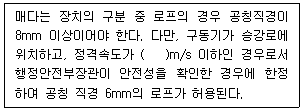 매다는 장치의 구분 중 로프의 경우 공칭직경이
8mm 이상이어야 한다. 다만, 구동기가 승강로에
위치하고, 정격속도가 (   )m/s 이하인 경우로서
행정안전부장관이 안전성을 확인한 경우에 한정
하여 공칭 직경 6mm의 로프가 허용된다.